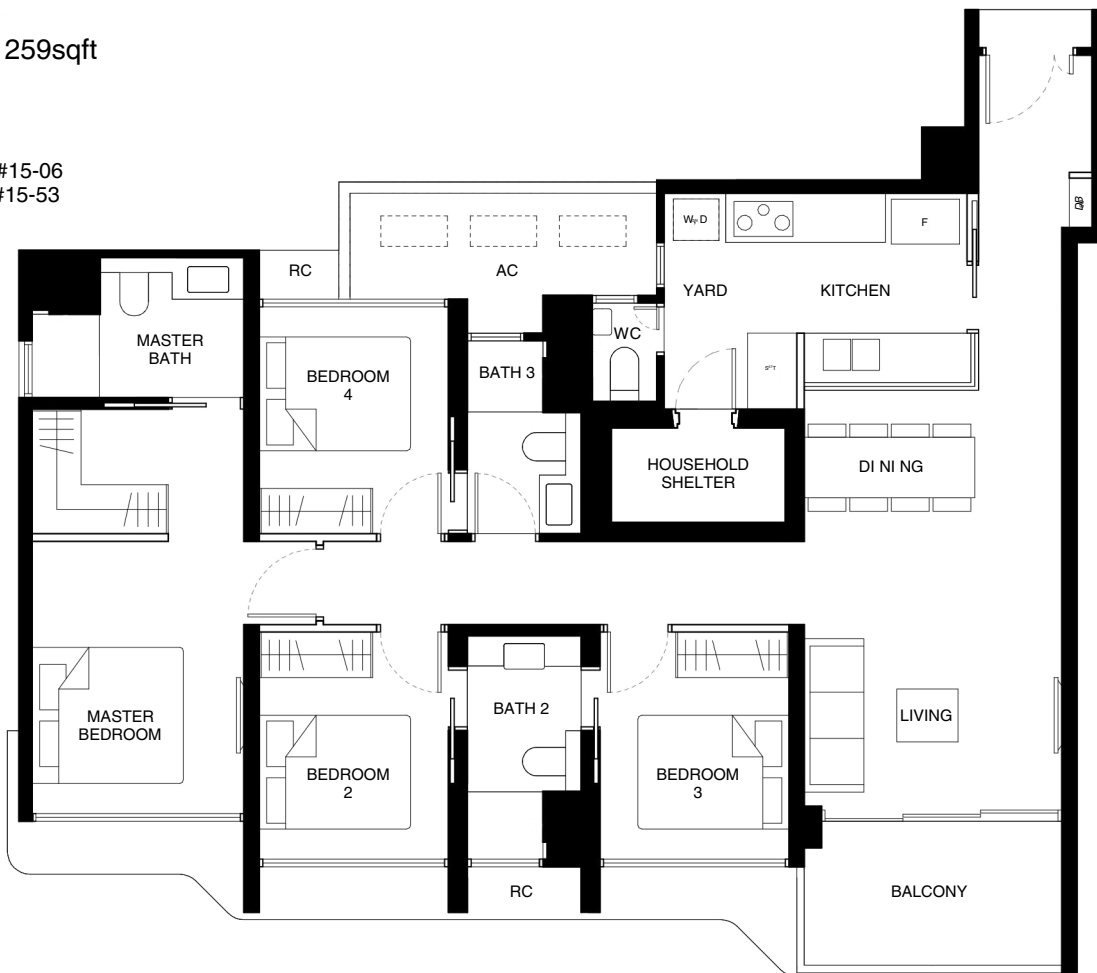 259sqft
#15-06
#15-53
DB
W+D
F
RC
AC
YARD
KITCHEN
WC
MASTER
BATH
BATH 3
BEDROOM
4
HOUSEHOLD
SHELTER
DI NI NG
MASTER
BEDROOM
BATH 2
LIVING
BEDROOM
2
BEDROOM
3
RC
BALCONY